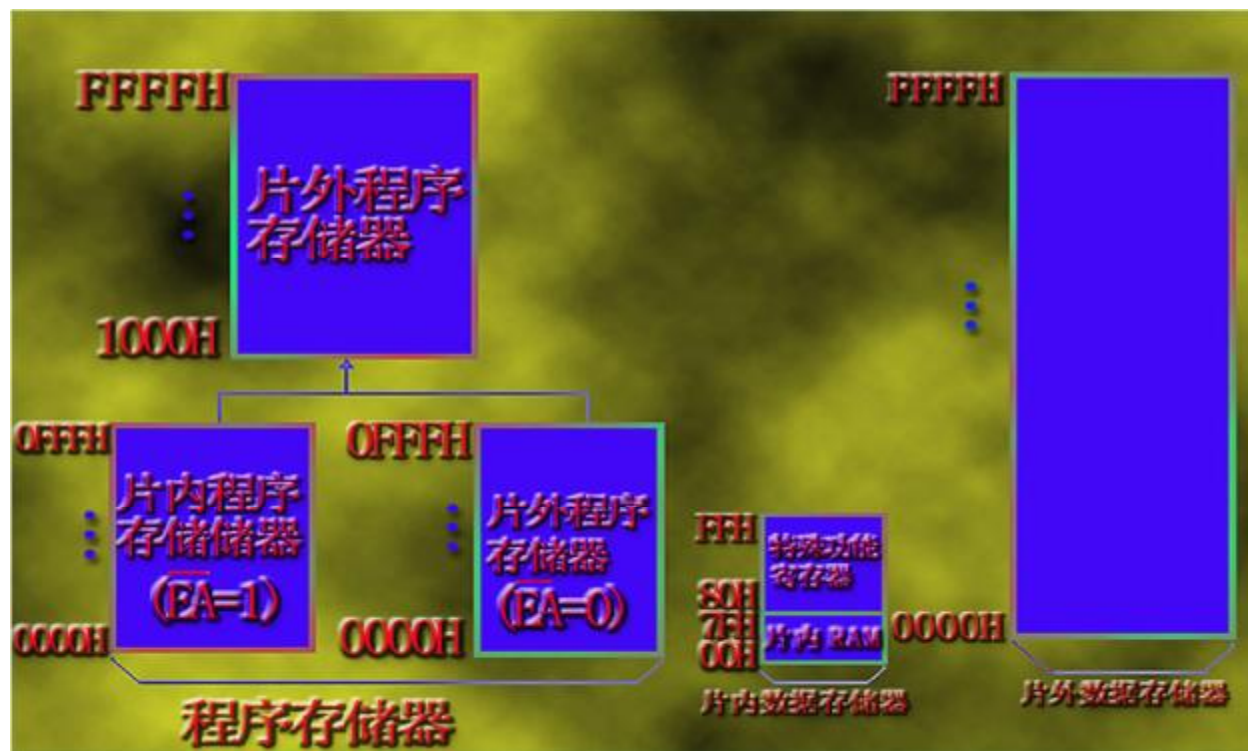 FFFFH
片外程序
存储器
1000H
0FFFH
片内程序
存储储器
(EA=1)
0000H
0FFFH
片外程序
存储器
(EA=0)
0000H
程序存储器
FFH
特殊功能
寄存器
80H
7FH
片内 RAM
00H
片内数据存储器
FFFFH
0000H
片外数据存储器